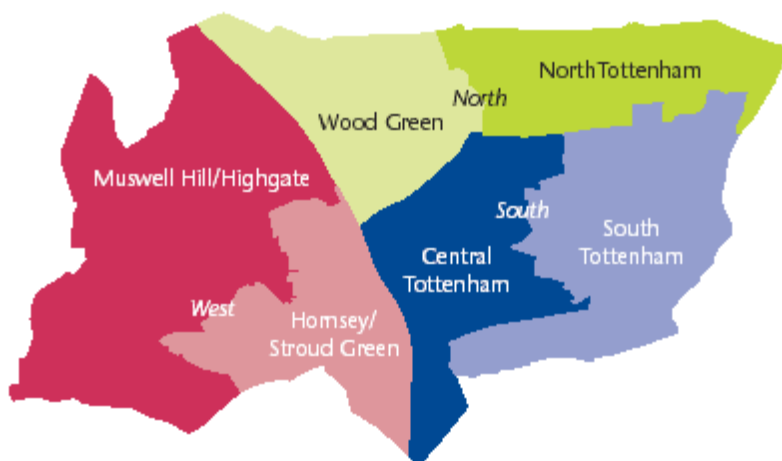 NorthTottenham
North
Wood Green
Muswell Hill/Highgate
South
South
Tottenham
Central
Tottenham
West
Hornsey/
Stroud Green